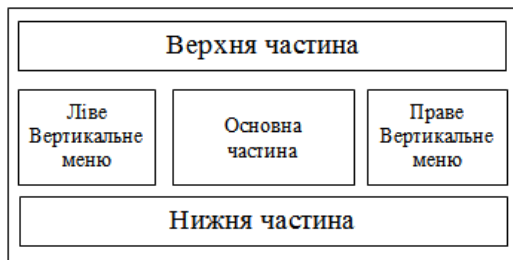 Верхня частина
Ліве
Вертикальне
меню
Основна
частина
Праве
Вертикальне
меню
Нижня частина